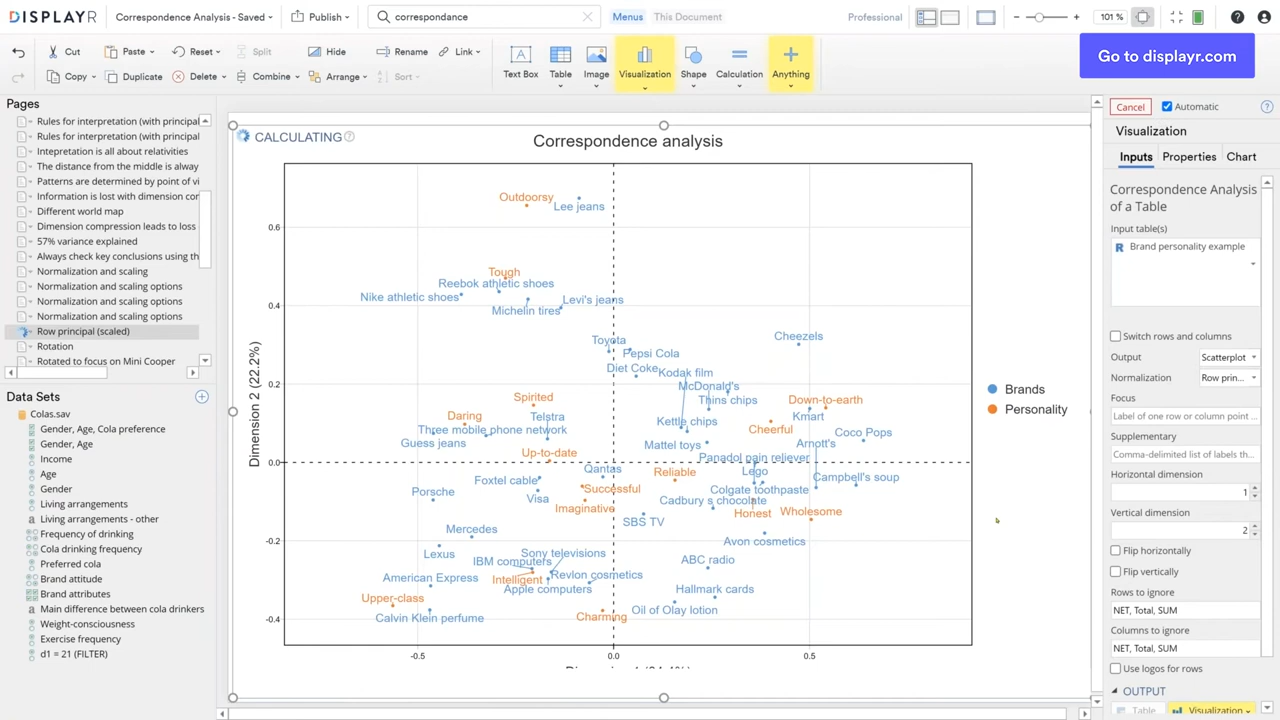 DISPLAYR
Correspondence Analysis - Saved
Publish
correspondance
Menus
This Document
Professional
101 %
Cut
Paste
Reset
Split
Hide
Rename
Link
Copy
Duplicate
Delete
Combine
Arrange
Sort
Text Box
Table
Image
Visualization
Shape
Calculation
Anything
Go to displayr.com
Pages
Rules for interpretation (with principal
Rules for interpretation (with principal
Intepretation is all about relativities
The distance from the middle is alway
Patterns are determined by point of vi
Information is lost with dimension cor
Different world map
Dimension compression leads to loss
57% variance explained
Always check key conclusions using th
Normalization and scaling
Normalization and scaling options
Normalization and scaling options
Normalization and scaling options
Row principal (scaled)
Rotation
Rotated to focus on Mini Cooper
Data Sets
Colas.sav
Gender, Age, Cola preference
Gender, Age
Income
Age
Gender
Living arrangements
Living arrangements - other
Frequency of drinking
Cola drinking frequency
Preferred cola
Brand attitude
Brand attributes
Main difference between cola drinkers
Weight-consciousness
Exercise frequency
d1 = 21 (FILTER)
CALCULATING
Correspondence analysis
Dimension 2 (22.2%)
0.6
0.4
0.2
0.0
-0.2
-0.4
-0.5
0.0
0.5
Outdoorsy
Lee jeans
Tough
Reebok athletic shoes
Nike athletic shoes
Levi's jeans
Michelin tires
Toyota
Cheezels
Pepsi Cola
Diet Coke
Kodak film
McDonald's
Thins chips
Down-to-earth
Spirited
Daring
Telstra
Kettle chips
Kmart
Three mobile phone network
Cheerful
Coco Pops
Guess jeans
Mattel toys
Arnott's
Up-to-date
Panadol pain reliever
Qantas
Reliable
Lego
Foxtel cable
Campbell's soup
Porsche
Visa
Successful
Colgate toothpaste
Imaginative
Cadbury s chocolate
Honest
Wholesome
SBS TV
Mercedes
Avon cosmetics
Lexus
Sony televisions
IBM computers
ABC radio
American Express
Intelligent
Revlon cosmetics
Apple computers
Hallmark cards
Upper-class
Calvin Klein perfume
Charming
Oil of Olay lotion
Brands
Personality
Cancel
Automatic
Visualization
Inputs
Properties
Chart
Correspondence Analysis
of a Table
Input table(s)
R Brand personality example
Switch rows and columns
Output
Scatterplot
Normalization
Row prin...
Focus
Label of one row or column point ...
Supplementary
Comma-delimited list of labels th...
Horizontal dimension
1
Vertical dimension
2
Flip horizontally
Flip vertically
Rows to ignore
NET, Total, SUM
Columns to ignore
NET, Total, SUM
Use logos for rows
OUTPUT
Table
Visualization